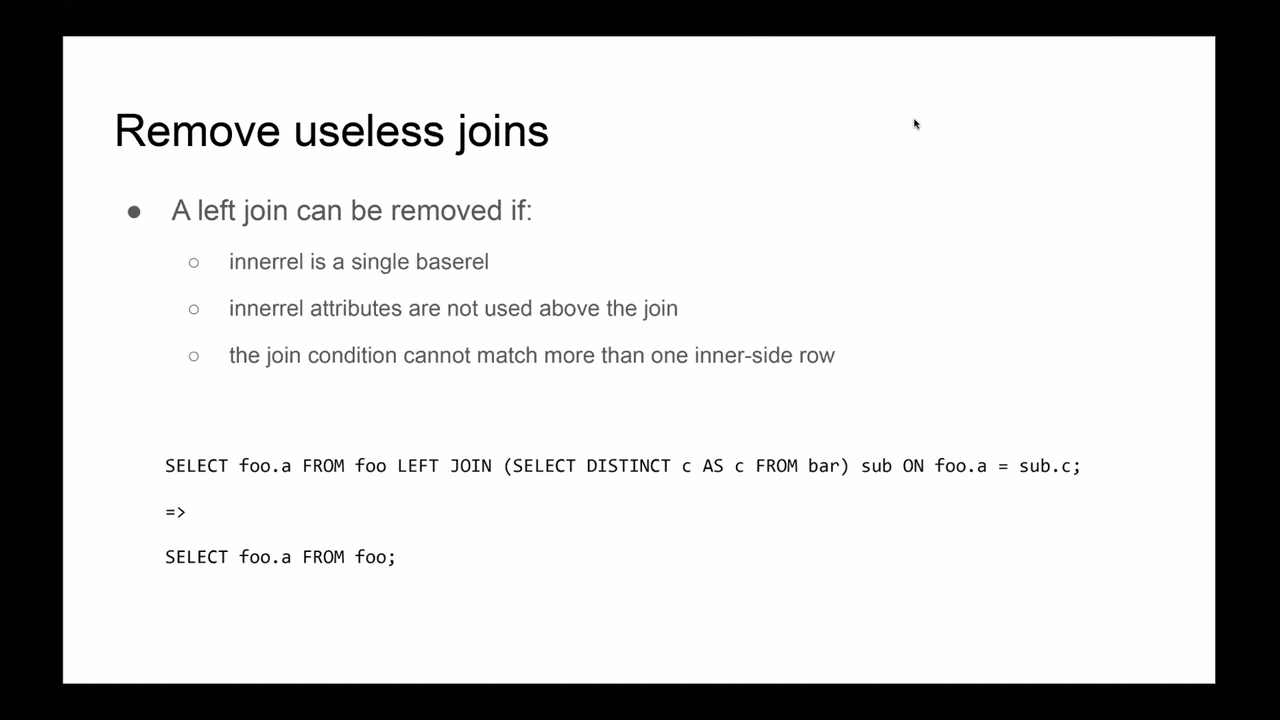 Remove useless joins
● A left join can be removed if:
○ innerrel is a single baserel
○ innerrel attributes are not used above the join
○ the join condition cannot match more than one inner-side row
SELECT foo.a FROM foo LEFT JOIN (SELECT DISTINCT c AS c FROM bar) sub ON foo.a = sub.c;
=>
SELECT foo.a FROM foo;